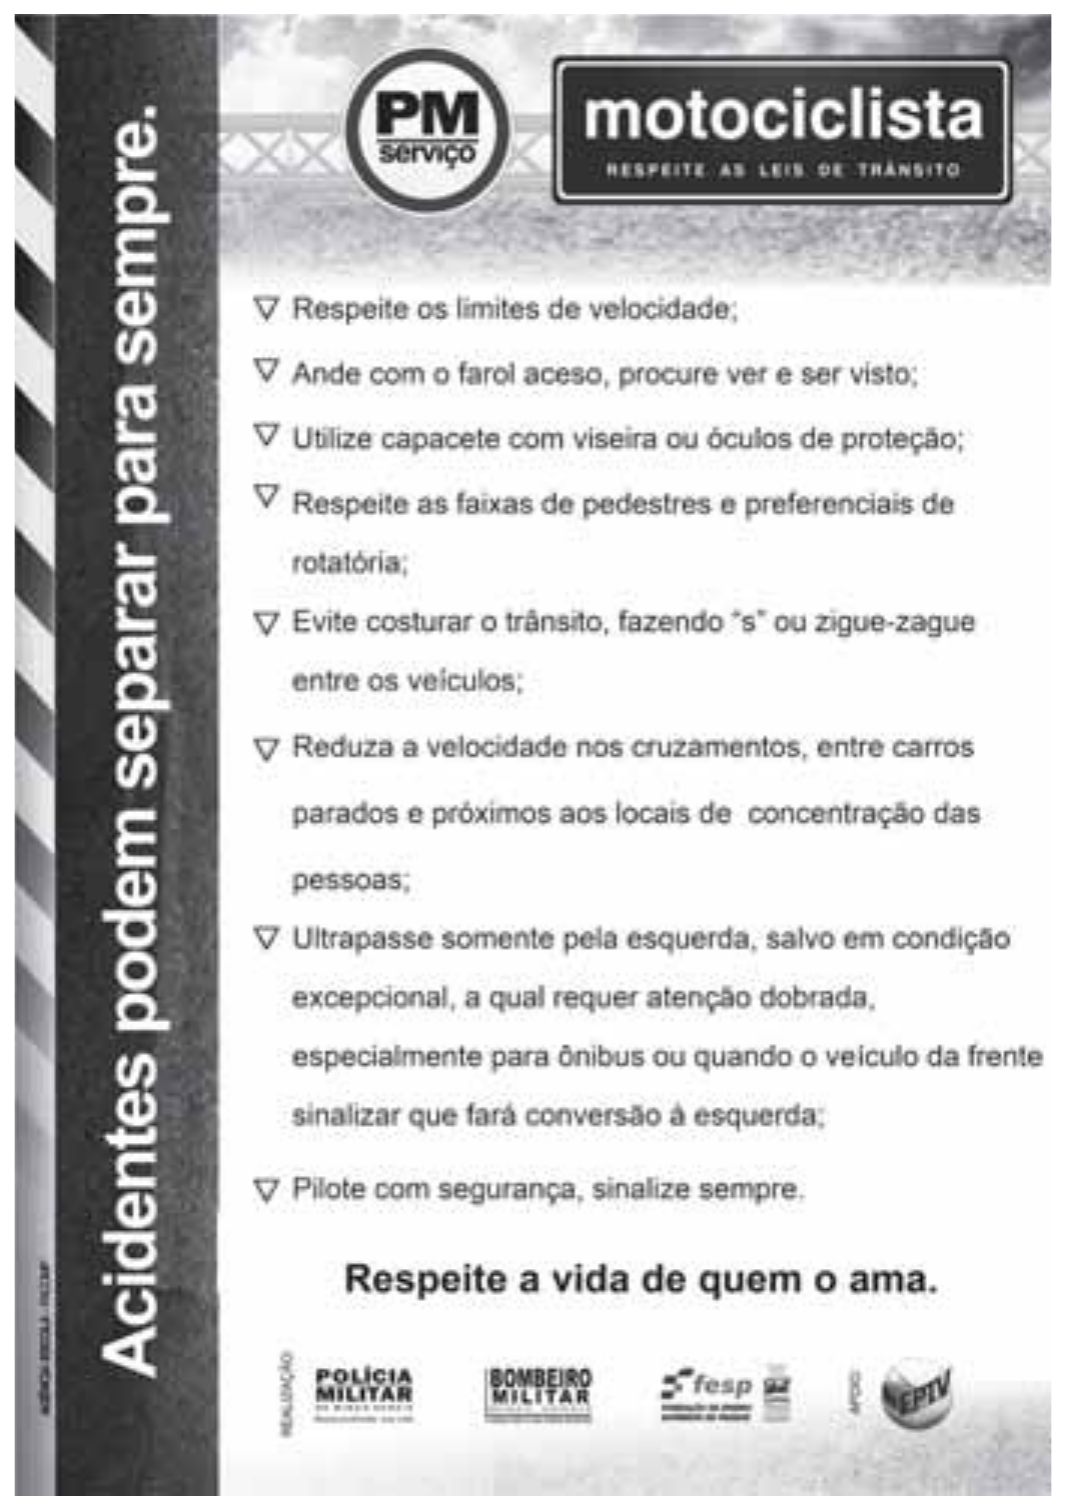 Acidentes podem separar para sempre.
PM
serviço
motociclista
RESPEITE AS LEIS DE TRÂNSITO
▽ Respeite os limites de velocidade;
▽ Ande com o farol aceso, procure ver e ser visto;
▽ Utilize capacete com viseira ou óculos de proteção;
▽ Respeite as faixas de pedestres e preferenciais de
rotatória;
▽ Evite costurar o trânsito, fazendo “s” ou zigue-zague
entre os veículos;
▽ Reduza a velocidade nos cruzamentos, entre carros
parados e próximos aos locais de concentração das
pessoas;
▽ Ultrapasse somente pela esquerda, salvo em condição
excepcional, a qual requer atenção dobrada,
especialmente para ônibus ou quando o veículo da frente
sinalizar que fará conversão à esquerda;
▽ Pilote com segurança, sinalize sempre.
Respeite a vida de quem o ama.
REALIZAÇÃO:
POLÍCIA
MILITAR
BOMBEIRO
MILITAR
fesp
APOIO:
EPTV